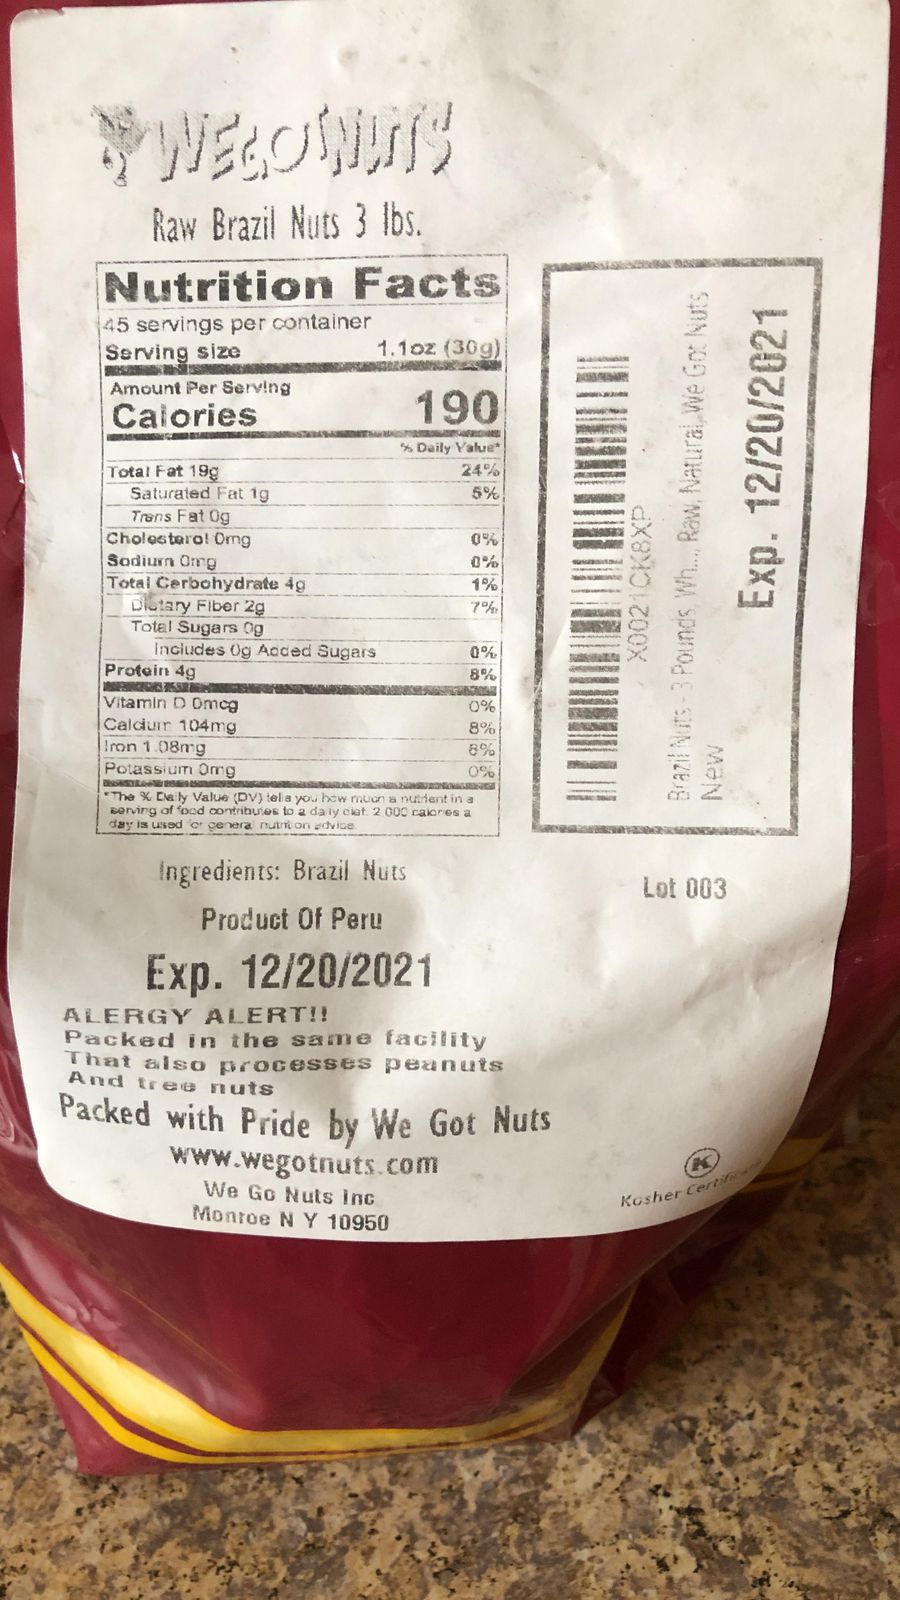 WEGOTNUTS
Raw Brazil Nuts 3 lbs.
Nutrition Facts
45 servings per container
Serving size 1.1oz (30g)
Amount Per Serving
Calories 190
% Daily Value*
Total Fat 19g 24%
Saturated Fat 1g 5%
Trans Fat 0g
Cholesterol 0mg 0%
Sodium 0mg 0%
Total Carbohydrate 4g 1%
Dietary Fiber 2g 7%
Total Sugars 0g
Includes 0g Added Sugars 0%
Protein 4g 8%
Vitamin D 0mcg 0%
Calcium 104mg 8%
Iron 1.08mg 6%
Potassium 0mg 0%
*The % Daily Value (DV) tells you how much a nutrient in a
serving of food contributes to a daily diet. 2,000 calories a
day is used for general nutrition advice.
Ingredients: Brazil Nuts
Product Of Peru
Exp. 12/20/2021
ALERGY ALERT!!
Packed in the same facility
That also processes peanuts
And tree nuts
Packed with Pride by We Got Nuts
www.wegotnuts.com
We Go Nuts Inc
Monroe N Y 10950
X0021CK8XP
Brazil Nuts - 3 Pounds, Wh..., Raw, Natural, We Got Nuts
New
Exp. 12/20/2021
Lot 003
K
Kosher